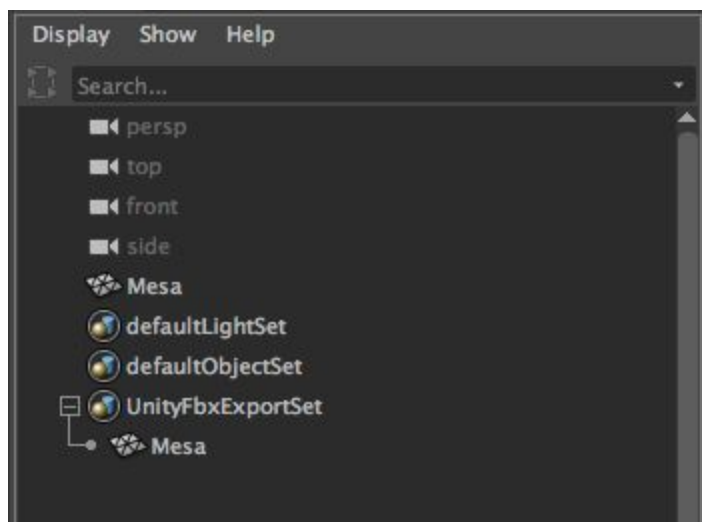 Display Show Help
Search...
persp
top
front
side
Mesa
defaultLightSet
defaultObjectSet
UnityFbxExportSet
Mesa